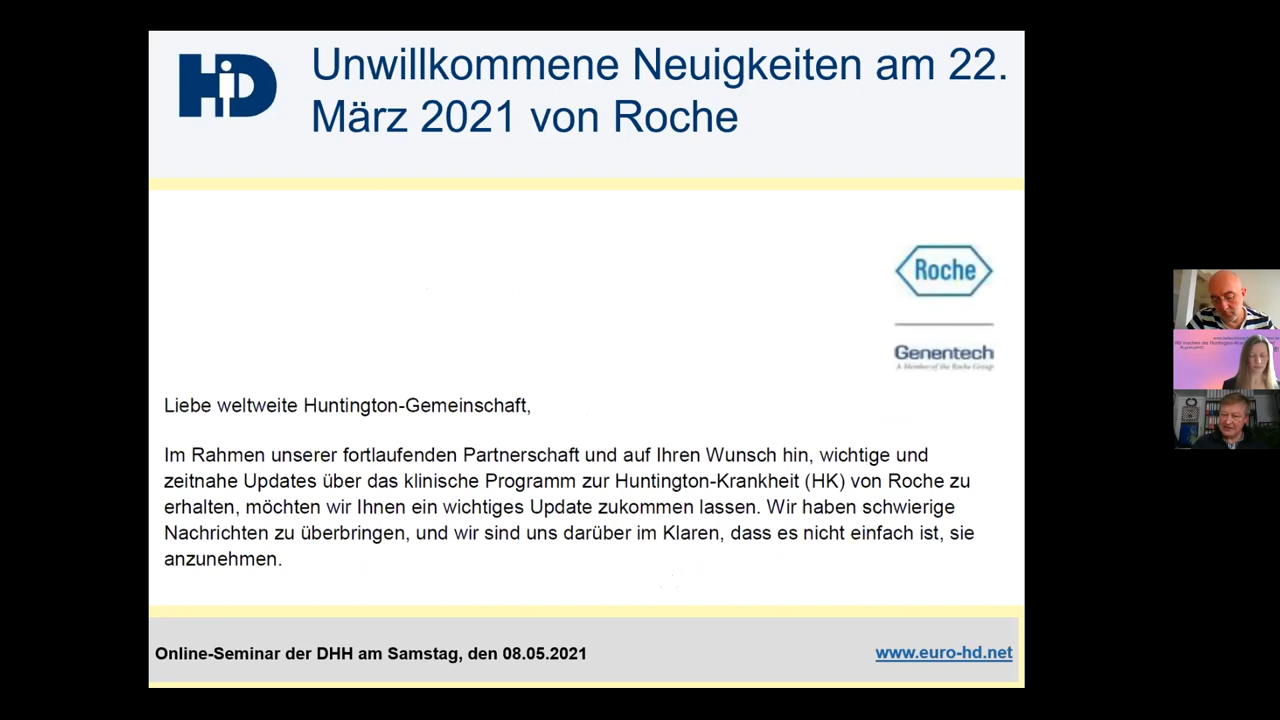 HD
Unwillkommene Neuigkeiten am 22.
März 2021 von Roche
Roche
Genentech
A Member of the Roche Group
Liebe weltweite Huntington-Gemeinschaft,
Im Rahmen unserer fortlaufenden Partnerschaft und auf Ihren Wunsch hin, wichtige und
zeitnahe Updates über das klinische Programm zur Huntington-Krankheit (HK) von Roche zu
erhalten, möchten wir Ihnen ein wichtiges Update zukommen lassen. Wir haben schwierige
Nachrichten zu überbringen, und wir sind uns darüber im Klaren, dass es nicht einfach ist, sie
anzunehmen.
Online-Seminar der DHH am Samstag, den 08.05.2021
www.euro-hd.net